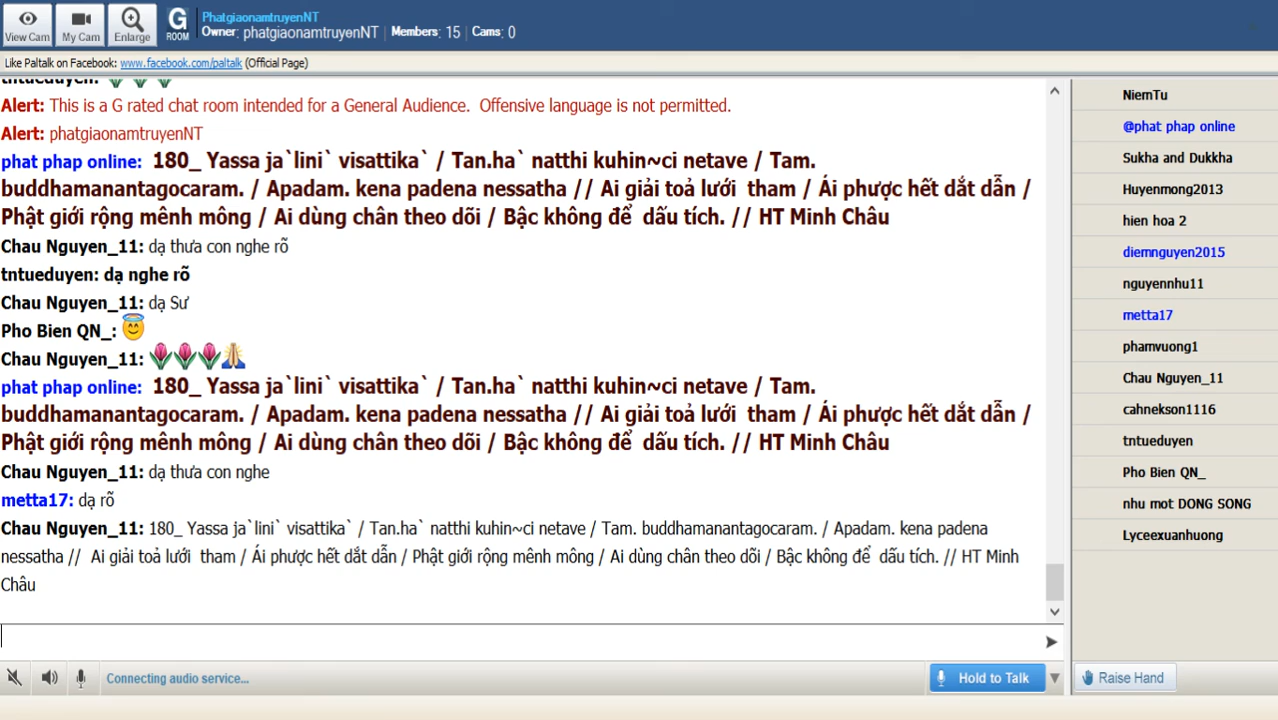 View Cam
My Cam
Enlarge
G
ROOM
PhatgiaonamtruyenNT
Owner: phatgiaonamtruyenNT Members: 15 Cams: 0
Like Paltalk on Facebook: www.facebook.com/paltalk (Official Page)
tntueduyen:
Alert: This is a G rated chat room intended for a General Audience. Offensive language is not permitted.
Alert: phatgiaonamtruyenNT
phat phap online: 180_ Yassa ja`lini` visattika` / Tan.ha` natthi kuhin~ci netave / Tam.
buddhamanantagocaram. / Apadam. kena padena nessatha // Ai giải toả lưới tham / Ái phược hết dắt dẫn /
Phật giới rộng mênh mông / Ai dùng chân theo dõi / Bậc không để dấu tích. // HT Minh Châu
Chau Nguyen_11: dạ thưa con nghe rõ
tntueduyen: dạ nghe rõ
Chau Nguyen_11: dạ Sư
Pho Bien QN_:
Chau Nguyen_11:
phat phap online: 180_ Yassa ja`lini` visattika` / Tan.ha` natthi kuhin~ci netave / Tam.
buddhamanantagocaram. / Apadam. kena padena nessatha // Ai giải toả lưới tham / Ái phược hết dắt dẫn /
Phật giới rộng mênh mông / Ai dùng chân theo dõi / Bậc không để dấu tích. // HT Minh Châu
Chau Nguyen_11: dạ thưa con nghe
metta17: dạ rõ
Chau Nguyen_11: 180_ Yassa ja`lini` visattika` / Tan.ha` natthi kuhin~ci netave / Tam. buddhamanantagocaram. / Apadam. kena padena
nessatha // Ai giải toả lưới tham / Ái phược hết dắt dẫn / Phật giới rộng mênh mông / Ai dùng chân theo dõi / Bậc không để dấu tích. // HT Minh
Châu
Connecting audio service...
Hold to Talk
NiemTu
@phat phap online
Sukha and Dukkha
Huyenmong2013
hien hoa 2
diemnguyen2015
nguyennhu11
metta17
phamvuong1
Chau Nguyen_11
cahnekson1116
tntueduyen
Pho Bien QN_
nhu mot DONG SONG
Lyceexuanhuong
Raise Hand